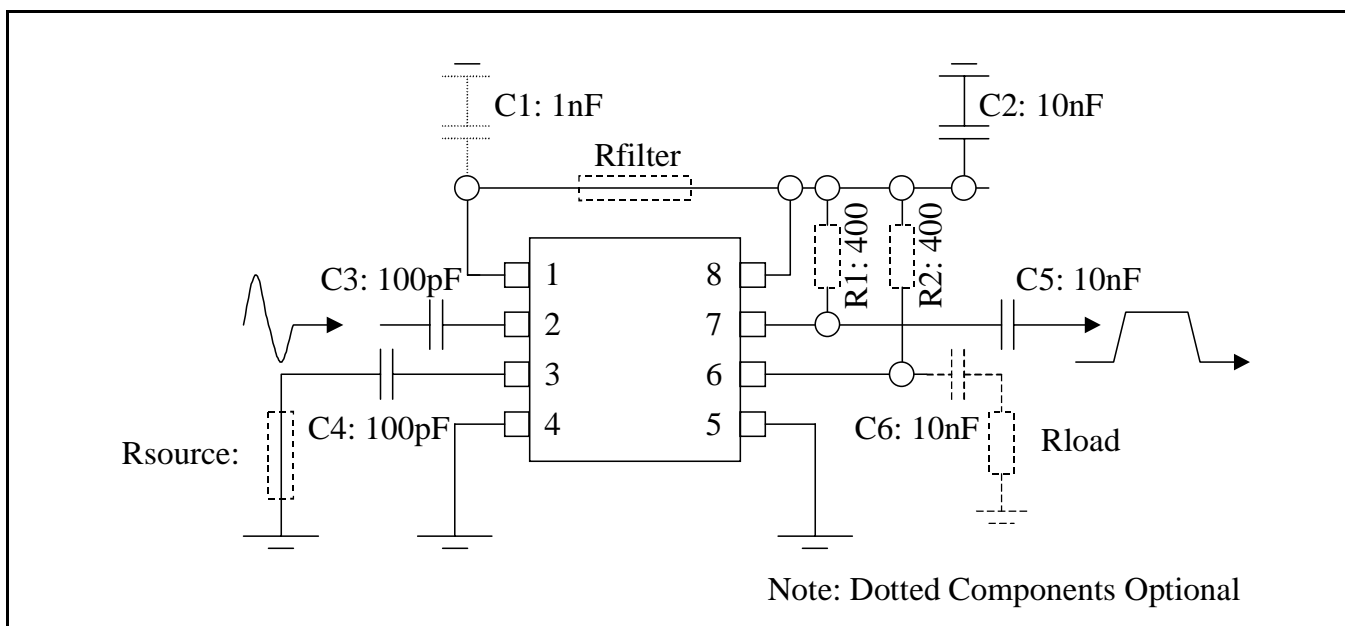 C1: 1nF
C2: 10nF
Rfilter
R1: 400
R2: 400
C3: 100pF
1
8
C5: 10nF
2
7
3
6
C4: 100pF
4
5
C6: 10nF
Rsource:
Rload
Note: Dotted Components Optional